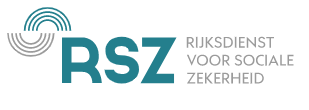 RSZ
RIJKSDIENST
VOOR SOCIALE
ZEKERHEID